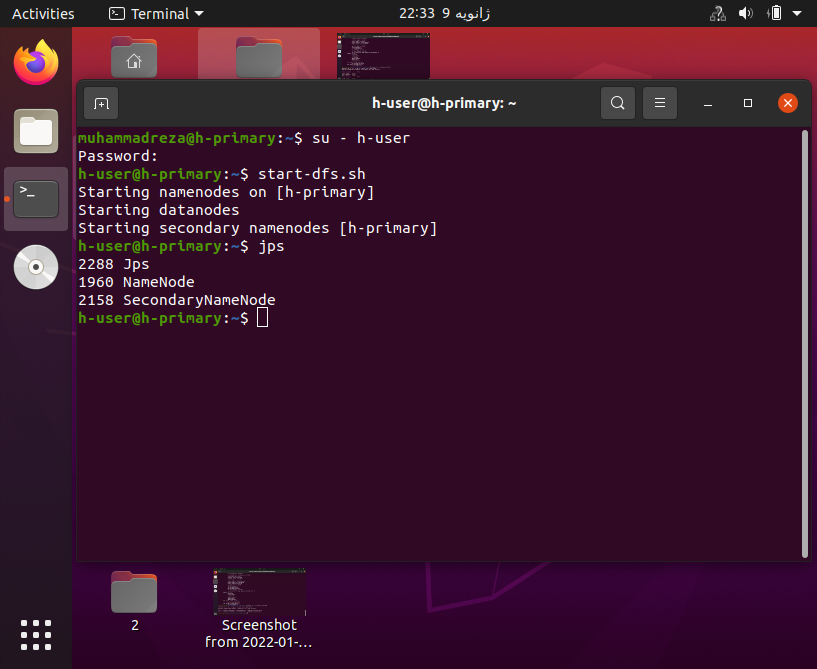 Activities
Terminal
22:33 9 ژانویه
h-user@h-primary: ~
muhammadreza@h-primary:~$ su - h-user
Password:
h-user@h-primary:~$ start-dfs.sh
Starting namenodes on [h-primary]
Starting datanodes
Starting secondary namenodes [h-primary]
h-user@h-primary:~$ jps
2288 Jps
1960 NameNode
2158 SecondaryNameNode
h-user@h-primary:~$
2
Screenshot
from 2022-01-...